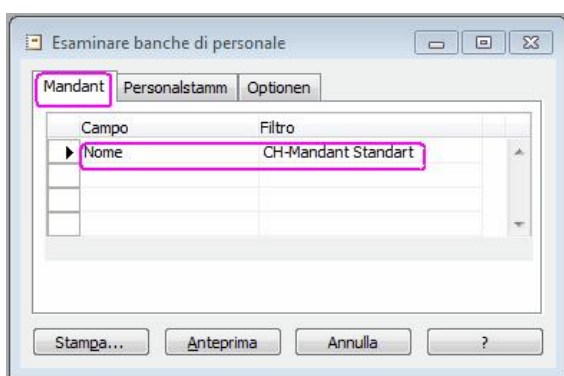 Esaminare banche di personale
Mandant Personalstamm Optionen
Campo Filtro
Nome CH-Mandant Standart
Stampa... Anteprima Annulla ?